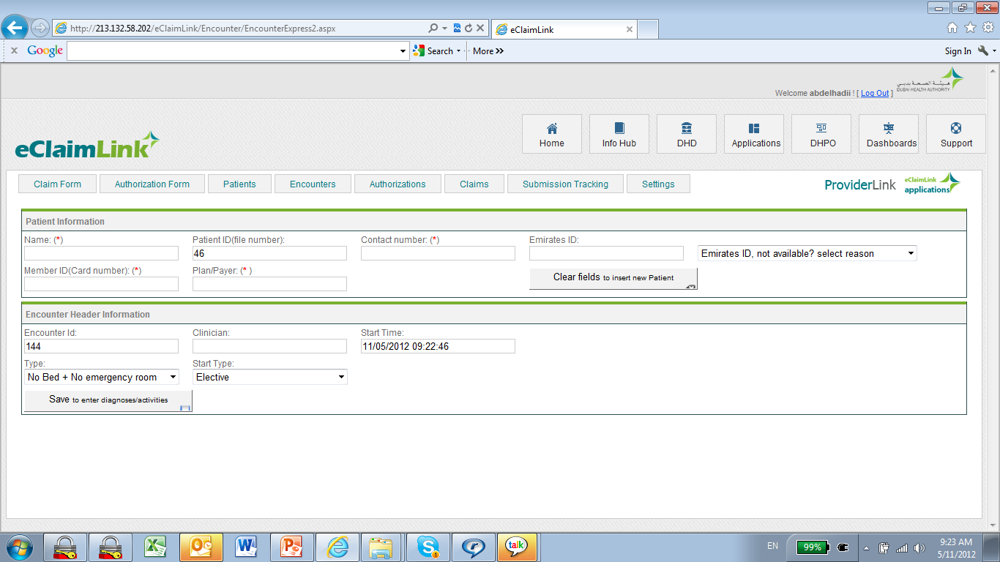 http://213.132.58.202/eClaimLink/Encounter/EncounterExpress2.aspx
eClaimLink
x Google Search More »
Sign In
هيئة الصحة بدبي
DUBAI HEALTH AUTHORITY
Welcome abdelhadii ! [ Log Out ]
eClaimLink
Home Info Hub DHD Applications DHPO Dashboards Support
Claim Form Authorization Form Patients Encounters Authorizations Claims Submission Tracking Settings
ProviderLink
eClaimLink
applications
Patient Information
Name: (*) Patient ID(file number): Contact number: (*) Emirates ID:
46 Emirates ID, not available? select reason
Member ID(Card number): (*) Plan/Payer: (* )
Clear fields to insert new Patient
Encounter Header Information
Encounter Id: Clinician: Start Time:
144 11/05/2012 09:22:46
Type: Start Type:
No Bed + No emergency room Elective
Save to enter diagnoses/activities
talk
EN
99%
9:23 AM
5/11/2012